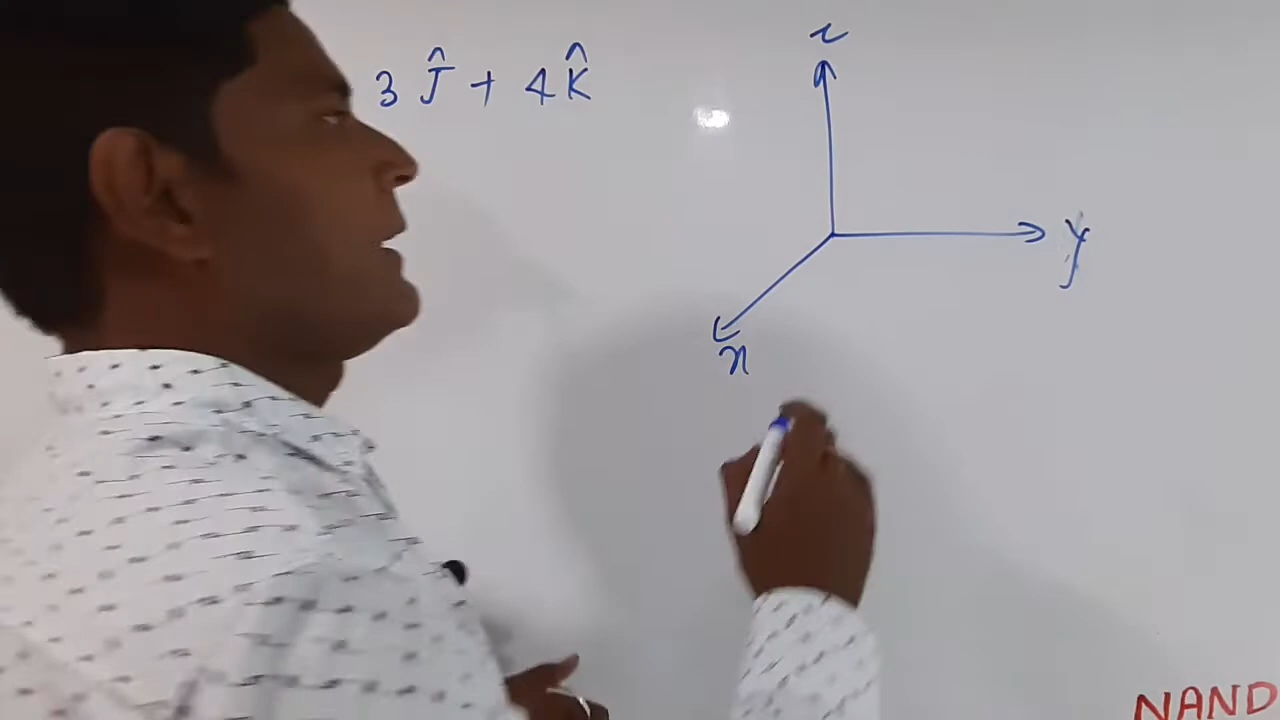 3 Ĵ + 4 K̂
z
y
x
NAND